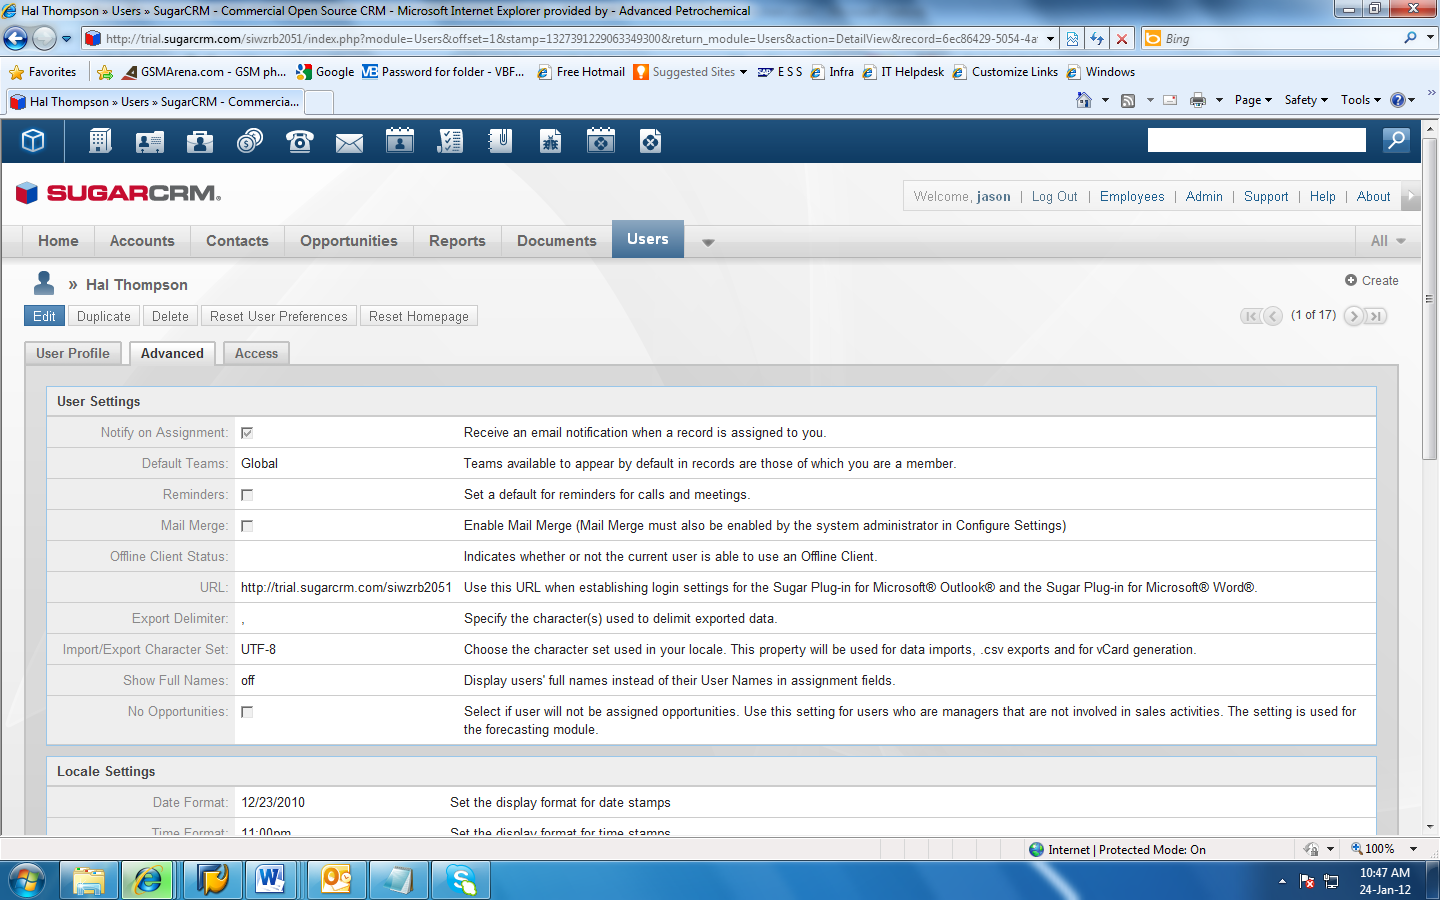 Hal Thompson » Users » SugarCRM - Commercial Open Source CRM - Microsoft Internet Explorer provided by - Advanced Petrochemical
http://trial.sugarcrm.com/siwzrb2051/index.php?module=Users&offset=1&stamp=1327391229063349300&return_module=Users&action=DetailView&record=6ec86429-5054-4a
Bing
Favorites GSMArena.com - GSM ph... Google Password for folder - VBF... Free Hotmail Suggested Sites E S S Infra IT Helpdesk Customize Links Windows
Hal Thompson » Users » SugarCRM - Commercia...
Page Safety Tools
SUGARCRM
Welcome, jason | Log Out | Employees | Admin | Support | Help | About
Home Accounts Contacts Opportunities Reports Documents Users All
» Hal Thompson
Create
Edit Duplicate Delete Reset User Preferences Reset Homepage
(1 of 17)
User Profile Advanced Access
User Settings
Notify on Assignment: Receive an email notification when a record is assigned to you.
Default Teams: Global Teams available to appear by default in records are those of which you are a member.
Reminders: Set a default for reminders for calls and meetings.
Mail Merge: Enable Mail Merge (Mail Merge must also be enabled by the system administrator in Configure Settings)
Offline Client Status: Indicates whether or not the current user is able to use an Offline Client.
URL: http://trial.sugarcrm.com/siwzrb2051 Use this URL when establishing login settings for the Sugar Plug-in for Microsoft® Outlook® and the Sugar Plug-in for Microsoft® Word®.
Export Delimiter: , Specify the character(s) used to delimit exported data.
Import/Export Character Set: UTF-8 Choose the character set used in your locale. This property will be used for data imports, .csv exports and for vCard generation.
Show Full Names: off Display users' full names instead of their User Names in assignment fields.
No Opportunities: Select if user will not be assigned opportunities. Use this setting for users who are managers that are not involved in sales activities. The setting is used for
the forecasting module.
Locale Settings
Date Format: 12/23/2010 Set the display format for date stamps
Time Format: 11:00pm Set the display format for time stamps
Internet | Protected Mode: On
100%
10:47 AM
24-Jan-12